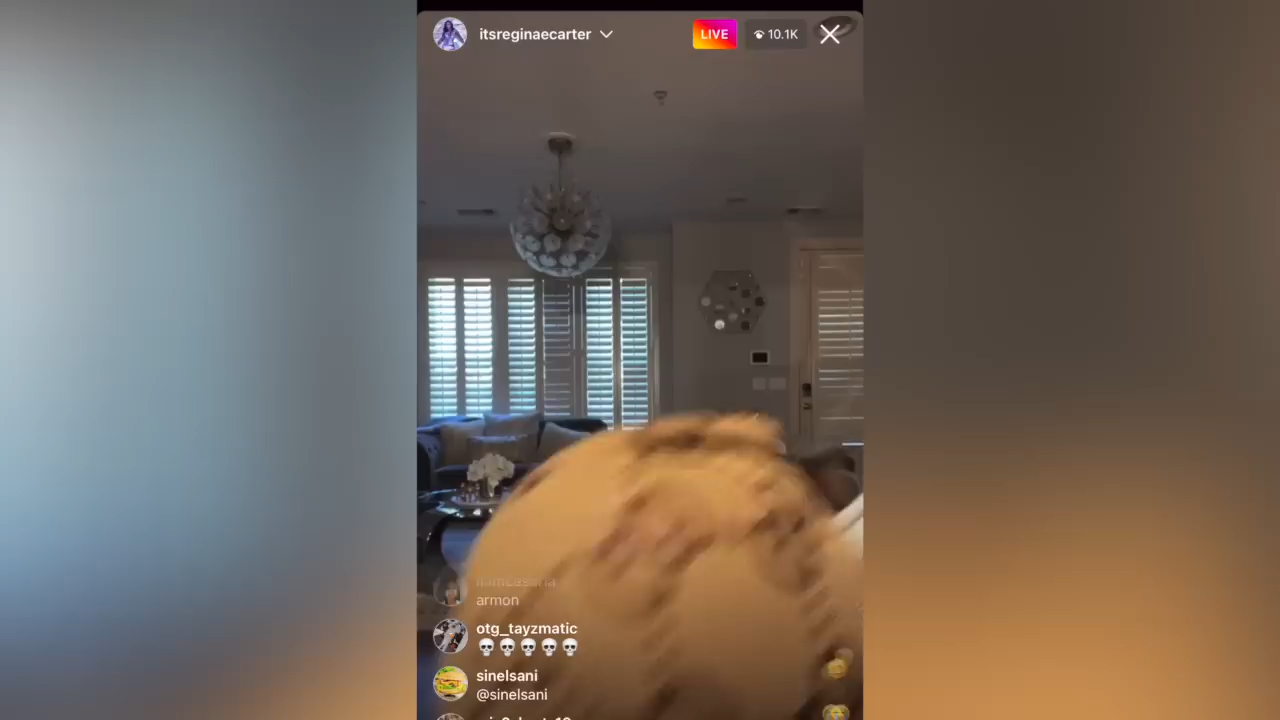 itsreginaecarter
LIVE
10.1K
armon
otg_tayzmatic
💀💀💀💀💀
sinelsani
@sinelsani